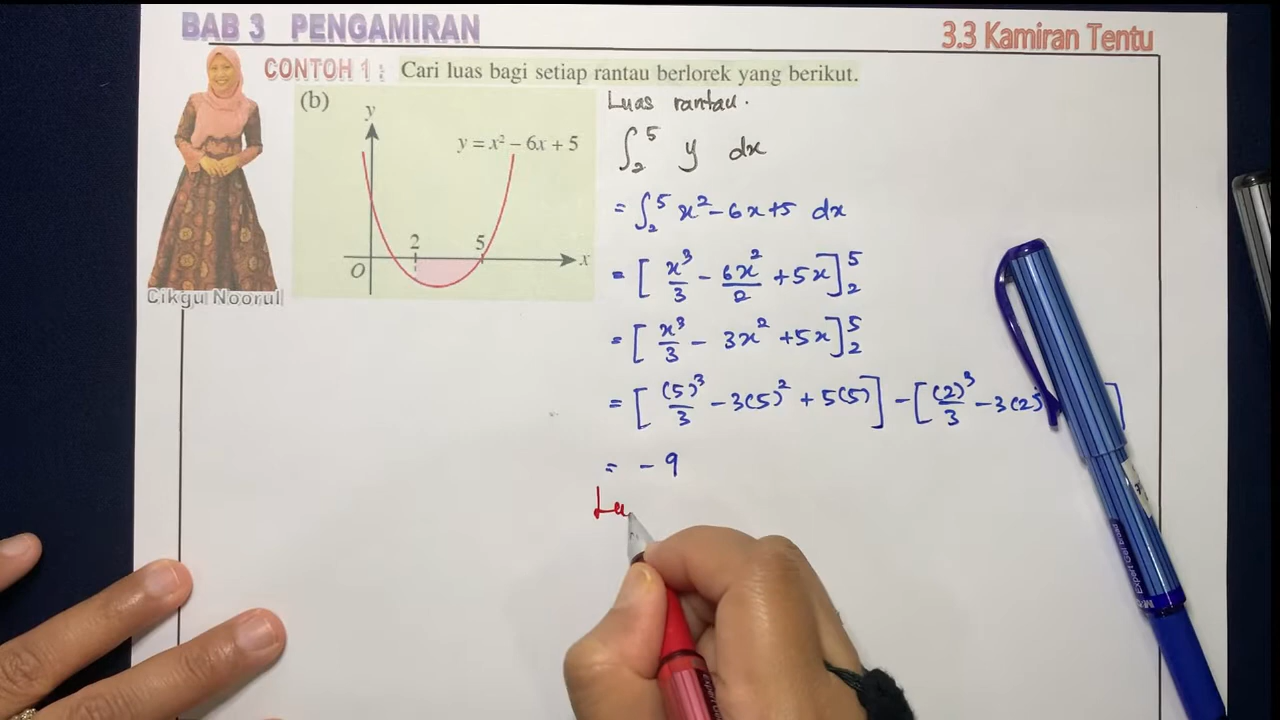 BAB 3 PENGAMIRAN
3.3 Kamiran Tentu
CONTOH 1 : Cari luas bagi setiap rantau berlorek yang berikut.
(b)
y
y = x² − 6x + 5
2
5
O
x
Cikgu Noorul
Luas rantau.
∫₂⁵ y dx
= ∫₂⁵ x² − 6x + 5 dx
= [ x³/3 − 6x²/2 + 5x ]₂⁵
= [ x³/3 − 3x² + 5x ]₂⁵
= [ (5)³/3 − 3(5)² + 5(5) ] − [ (2)³/3 − 3(2) ]
= − 9
Lu
Expert Gel